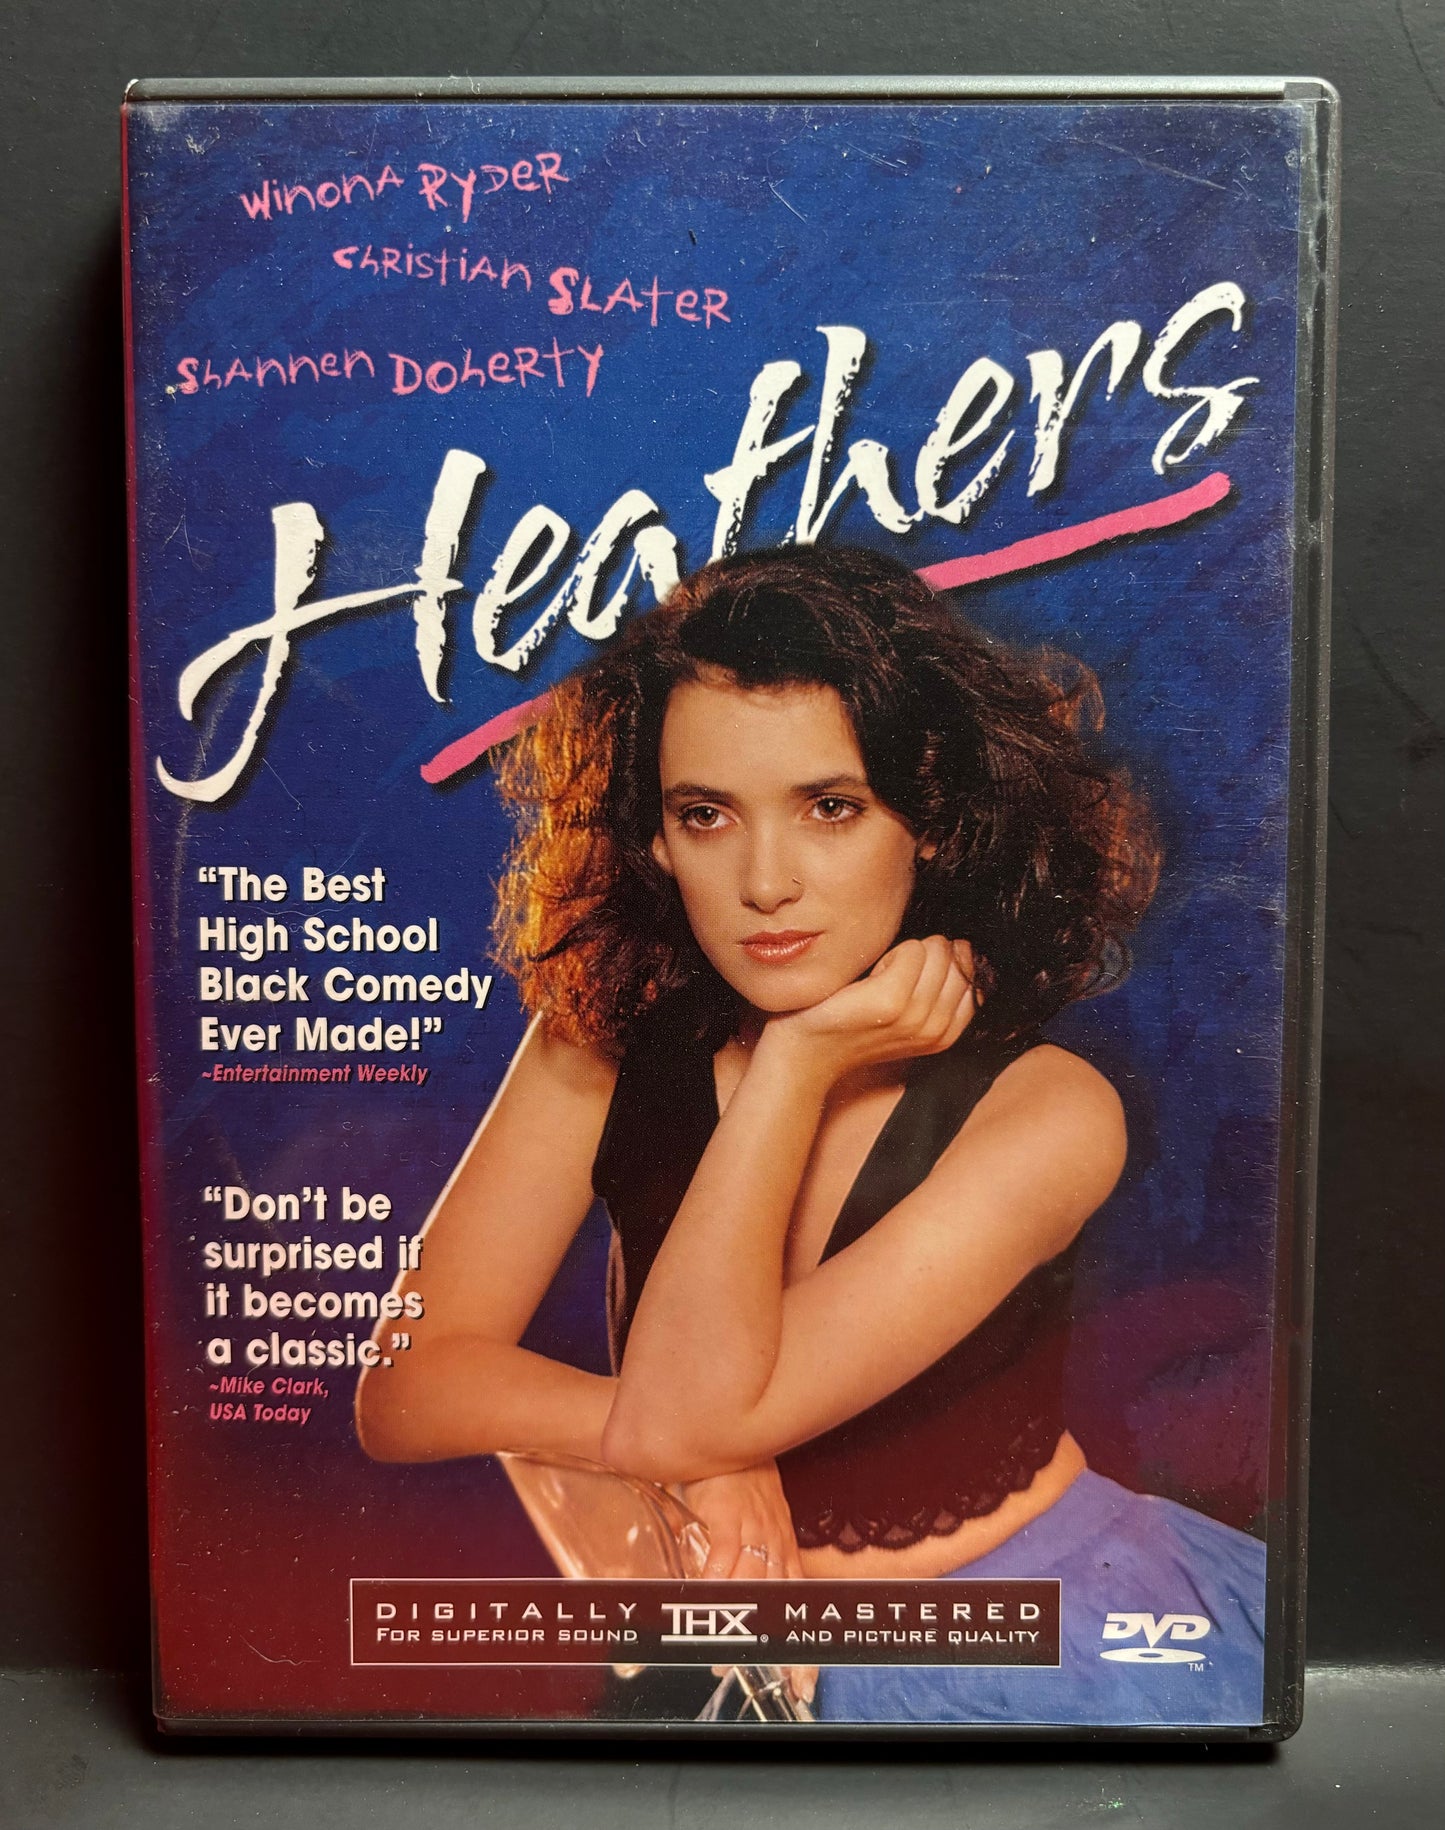 WINONA RYDER
CHRISTIAN SLATER
SHANNEN DOHERTY
Heathers
“The Best
High School
Black Comedy
Ever Made!”
~Entertainment Weekly
“Don’t be
surprised if
it becomes
a classic.”
~Mike Clark,
USA Today
DIGITALLY THX® MASTERED
FOR SUPERIOR SOUND AND PICTURE QUALITY
DVD
TM